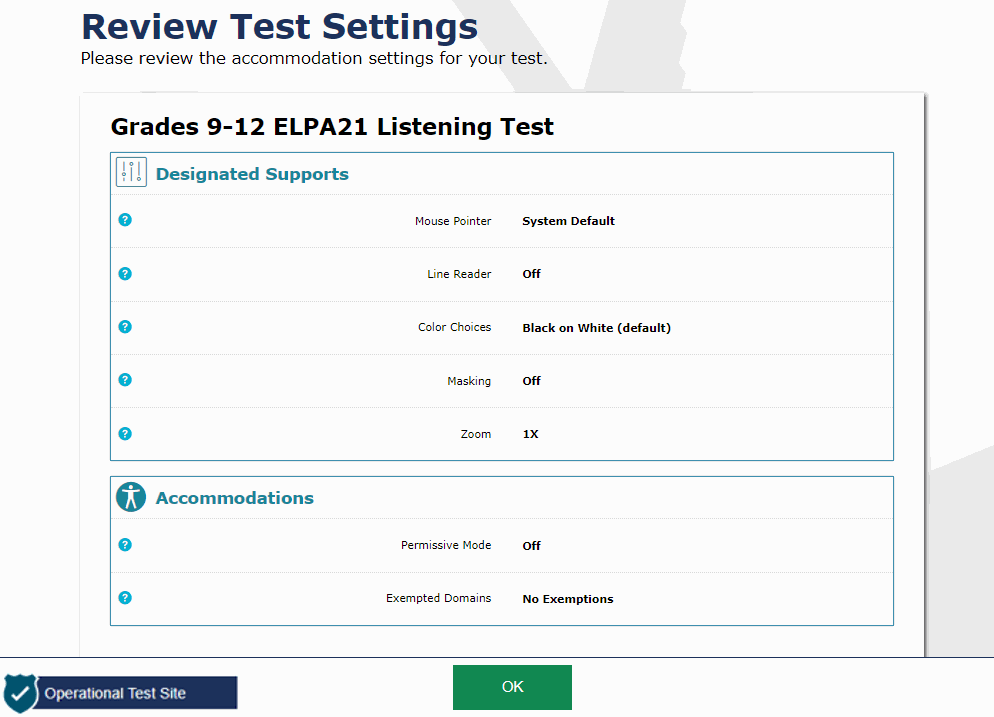 Review Test Settings
Please review the accommodation settings for your test.
Grades 9-12 ELPA21 Listening Test
Designated Supports
? Mouse Pointer System Default
? Line Reader Off
? Color Choices Black on White (default)
? Masking Off
? Zoom 1X
Accommodations
? Permissive Mode Off
? Exempted Domains No Exemptions
Operational Test Site
OK